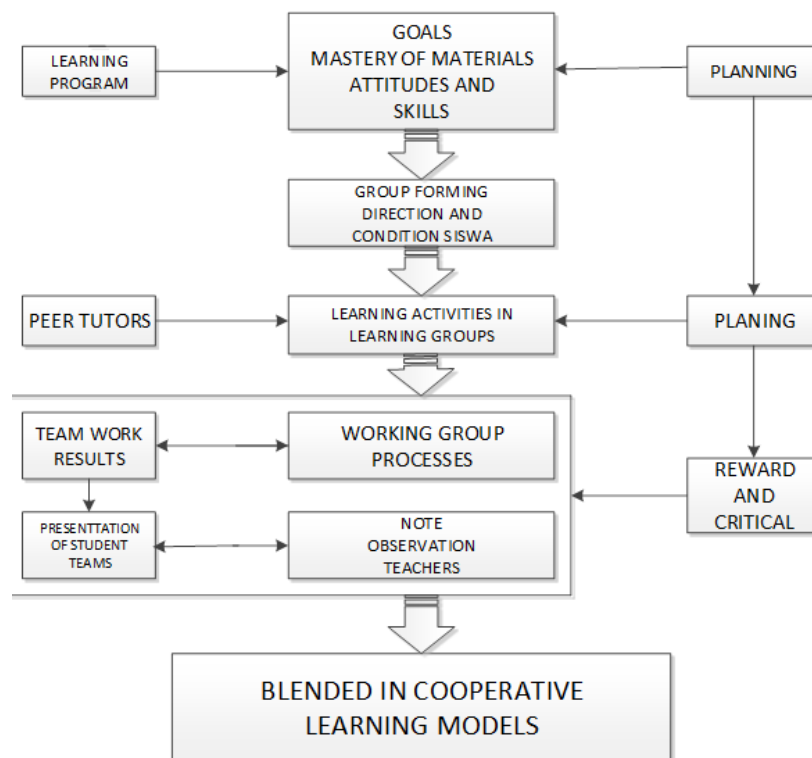 GOALS
MASTERY OF MATERIALS
ATTITUDES AND
SKILLS
LEARNING
PROGRAM
PLANNING
GROUP FORMING
DIRECTION AND
CONDITION SISWA
PEER TUTORS
LEARNING ACTIVITIES IN
LEARNING GROUPS
PLANING
TEAM WORK
RESULTS
WORKING GROUP
PROCESSES
REWARD
AND
CRITICAL
PRESENTTATION
OF STUDENT
TEAMS
NOTE
OBSERVATION
TEACHERS
BLENDED IN COOPERATIVE
LEARNING MODELS